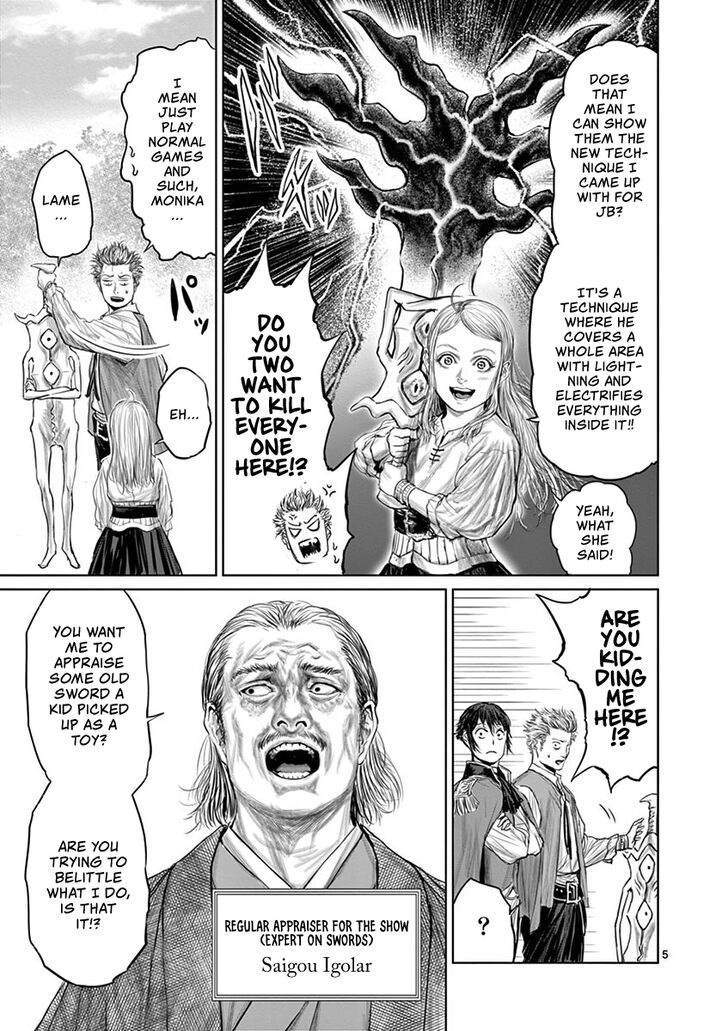 DOES
THAT
MEAN I
CAN SHOW
THEM THE
NEW TECH-
NIQUE I
CAME UP
WITH FOR
JB?
IT'S A
TECHNIQUE
WHERE HE
COVERS A
WHOLE AREA
WITH LIGHT-
NING AND
ELECTRIFIES
EVERYTHING
INSIDE IT!!
YEAH,
WHAT
SHE
SAID!
DO
YOU
TWO
WANT
TO KILL
EVERY-
ONE
HERE!?
I
MEAN
JUST
PLAY
NORMAL
GAMES
AND
SUCH,
MONIKA
...
パッ
LAME
...
EH...
ARE
YOU
KID-
DING
ME
HERE!?
?
YOU WANT
ME TO
APPRAISE
SOME OLD
SWORD A
KID PICKED
UP AS A
TOY?
ARE YOU
TRYING TO
BELITTLE
WHAT I DO,
IS THAT
IT!?
REGULAR APPRAISER FOR THE SHOW
(EXPERT ON SWORDS)
Saigou Igolar
5